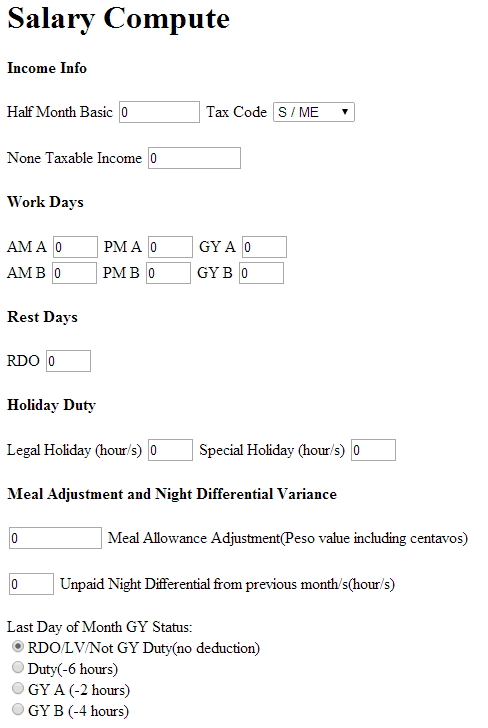 Salary Compute
Income Info
Half Month Basic 0 Tax Code S / ME
None Taxable Income 0
Work Days
AM A 0 PM A 0 GY A 0
AM B 0 PM B 0 GY B 0
Rest Days
RDO 0
Holiday Duty
Legal Holiday (hour/s) 0 Special Holiday (hour/s) 0
Meal Adjustment and Night Differential Variance
0 Meal Allowance Adjustment(Peso value including centavos)
0 Unpaid Night Differential from previous month/s(hour/s)
Last Day of Month GY Status:
RDO/LV/Not GY Duty(no deduction)
Duty(-6 hours)
GY A (-2 hours)
GY B (-4 hours)